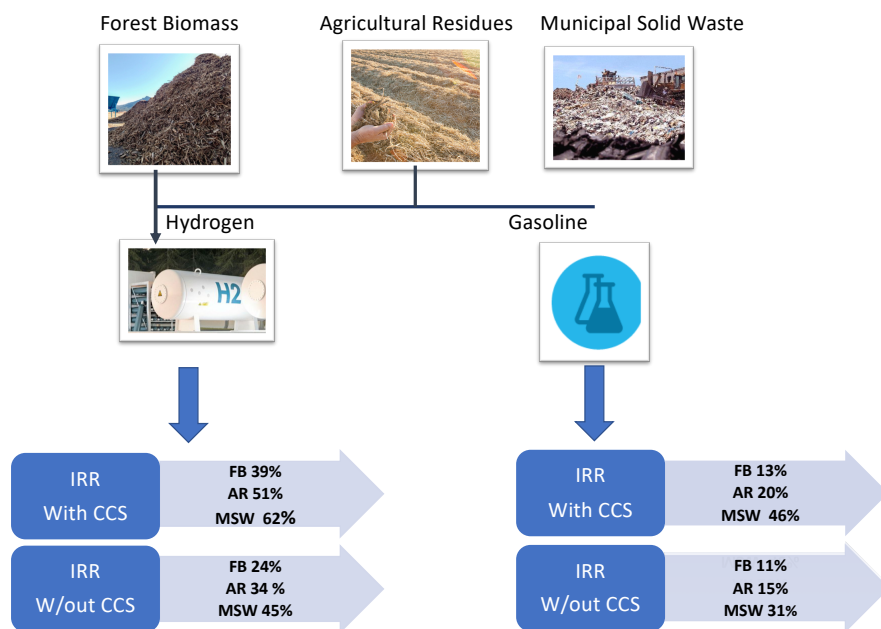 Forest Biomass
Agricultural Residues
Municipal Solid Waste
Hydrogen
Gasoline
H2
IRR
With CCS
FB 39%
AR 51%
MSW 62%
IRR
With CCS
FB 13%
AR 20%
MSW 46%
IRR
W/out CCS
FB 24%
AR 34 %
MSW 45%
IRR
W/out CCS
FB 11%
AR 15%
MSW 31%